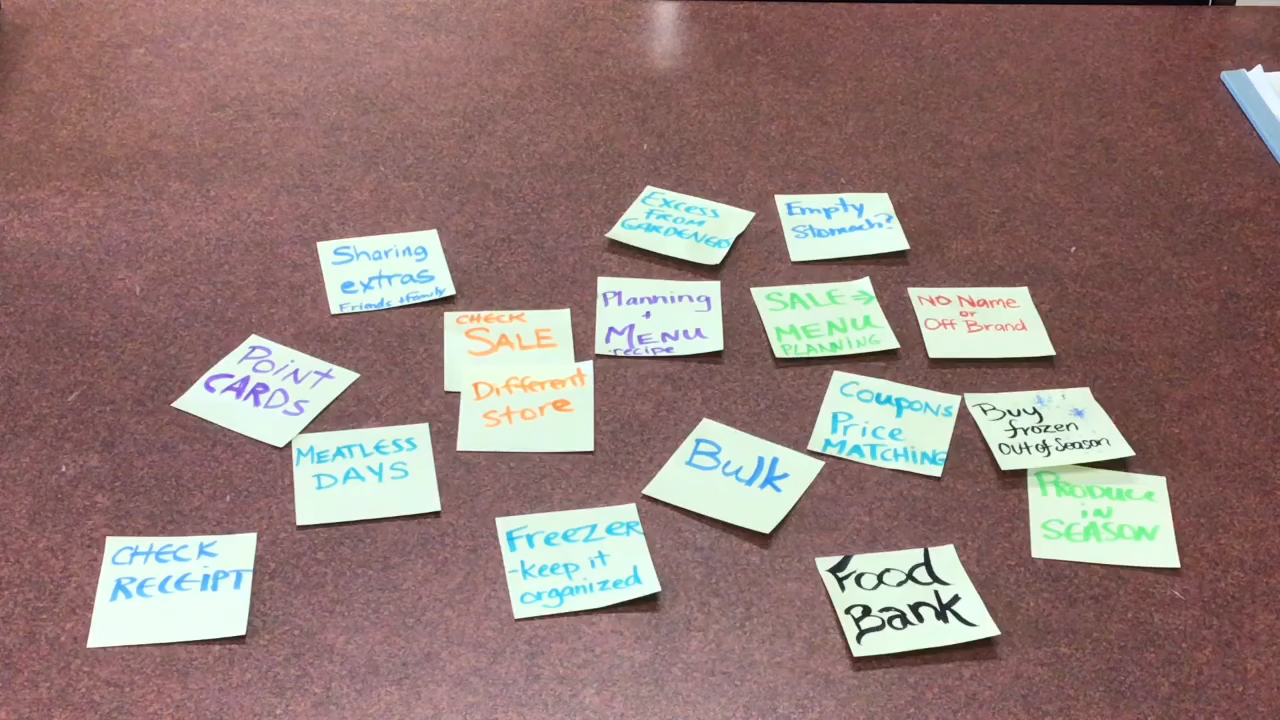 Excess
FROM
GARDENERS
Empty
Stomach?
Sharing
extras
Friends + family
Planning
+
MENU
recipe
SALE →
MENU
PLANNING
NO Name
or
Off Brand
CHECK
SALE
Different
store
POINT
CARDS
Coupons
Price
MATCHING
Buy
frozen
Out of Season
MEATLESS
DAYS
Bulk
PRODUCE
iN
SEASON
CHECK
RECEiPT
FREEZER
-keep it
organized
Food
Bank